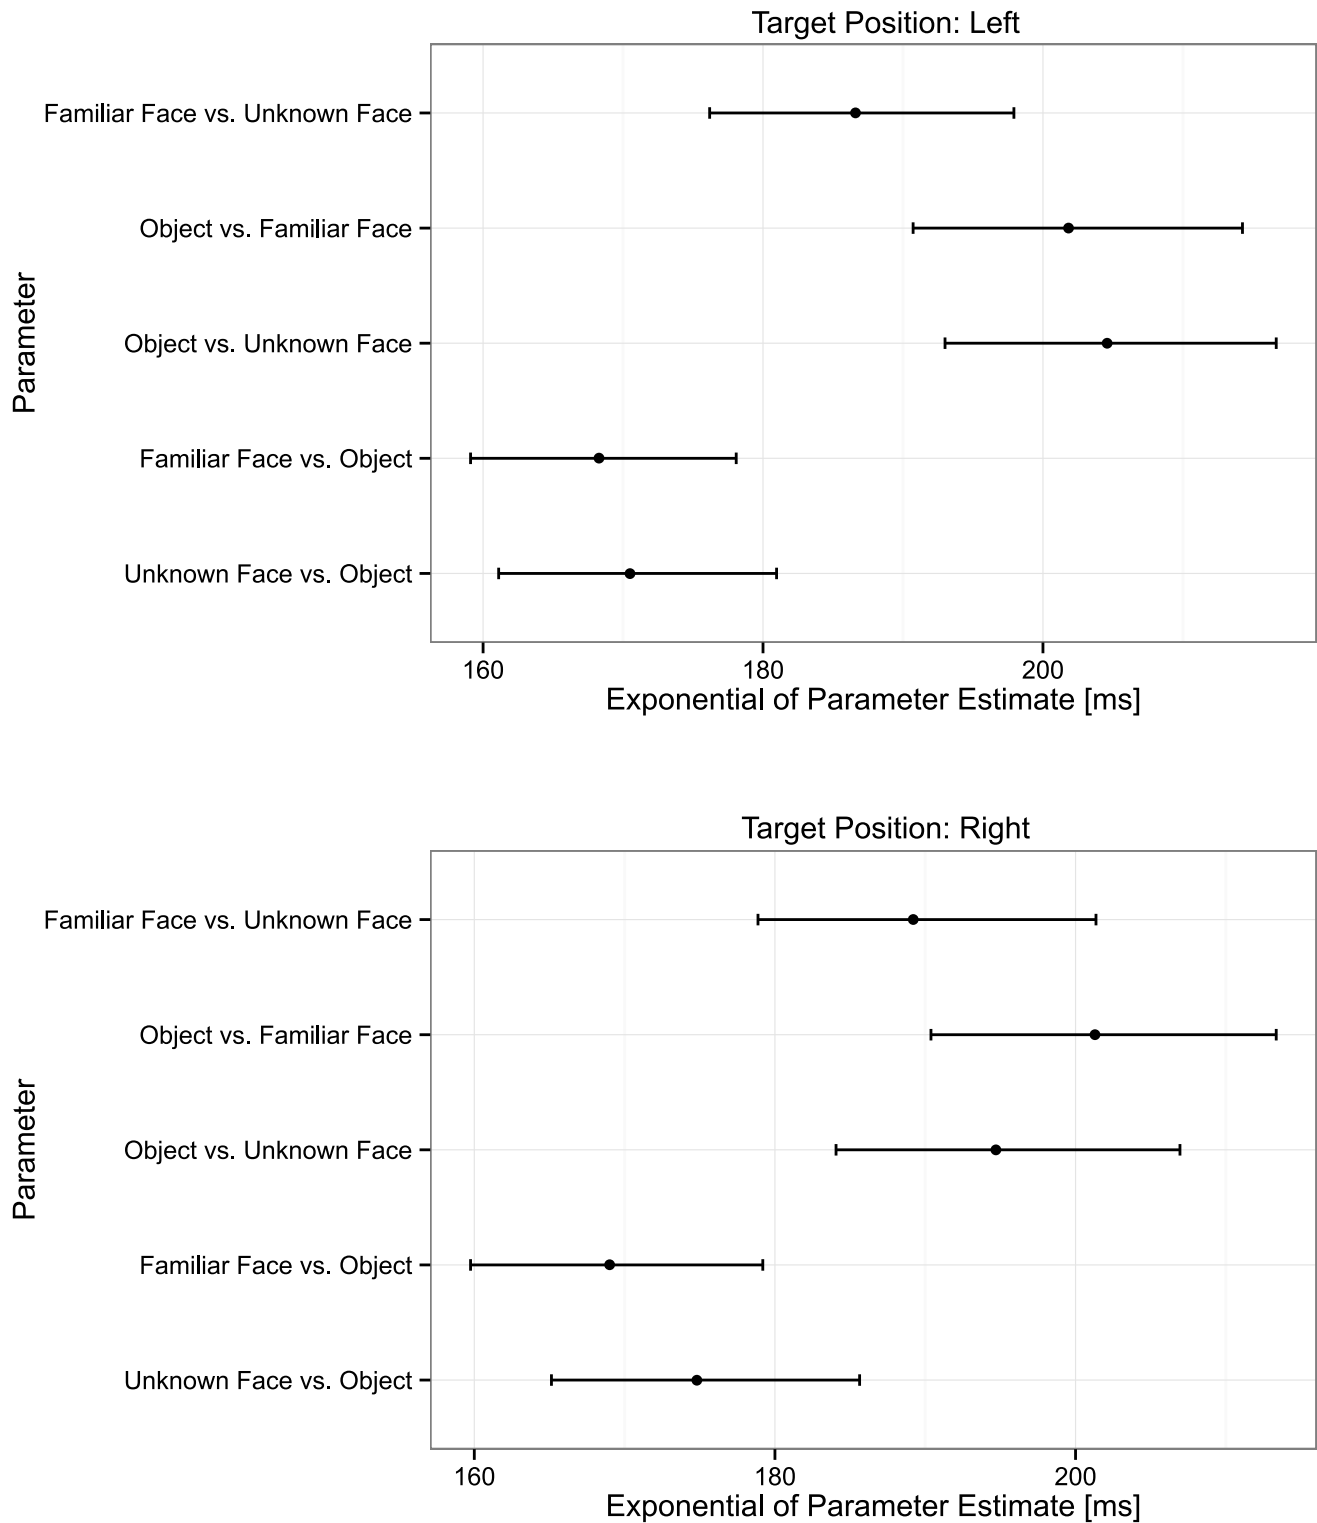 Target Position: Left
Parameter
Familiar Face vs. Unknown Face
Object vs. Familiar Face
Object vs. Unknown Face
Familiar Face vs. Object
Unknown Face vs. Object
160 180 200
Exponential of Parameter Estimate [ms]
Target Position: Right
Parameter
Familiar Face vs. Unknown Face
Object vs. Familiar Face
Object vs. Unknown Face
Familiar Face vs. Object
Unknown Face vs. Object
160 180 200
Exponential of Parameter Estimate [ms]